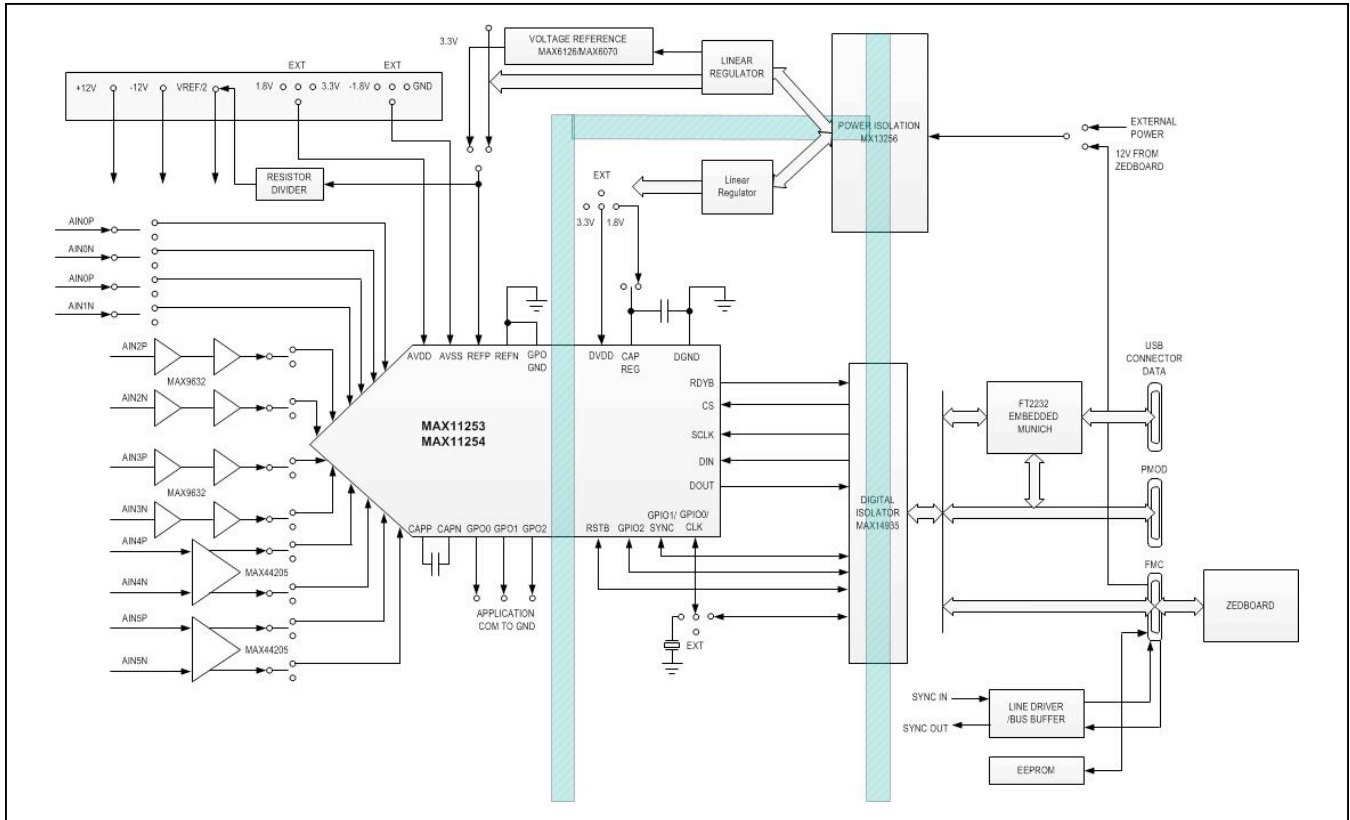 3.3V
VOLTAGE REFERENCE
MAX6126/MAX6070
LINEAR
REGULATOR
POWER ISOLATION
MX13256
EXTERNAL
POWER
12V FROM
ZEDBOARD
EXT
EXT
+12V
-12V
VREF/2
1.8V
3.3V
-1.8V
GND
RESISTOR
DIVIDER
EXT
3.3V
1.8V
Linear
Regulator
AIN0P
AIN0N
AIN0P
AIN1N
AIN2P
MAX9632
AIN2N
AIN3P
MAX9632
AIN3N
AIN4P
MAX44205
AIN4N
AIN5P
MAX44205
AIN5N
AVDD
AVSS
REFP
REFN
GPO
GND
DVDD
CAP
REG
DGND
MAX11253
MAX11254
RDYB
CS
SCLK
DIN
DOUT
CAPP
CAPN
GPO0
GPO1
GPO2
RSTB
GPIO2
GPIO1/
SYNC
GPIO0/
CLK
APPLICATION
COM TO GND
EXT
DIGITAL
ISOLATOR
MAX14935
FT2232
EMBEDDED
MUNICH
USB
CONNECTOR
DATA
PMOD
FMC
ZEDBOARD
SYNC IN
SYNC OUT
LINE DRIVER
/BUS BUFFER
EEPROM